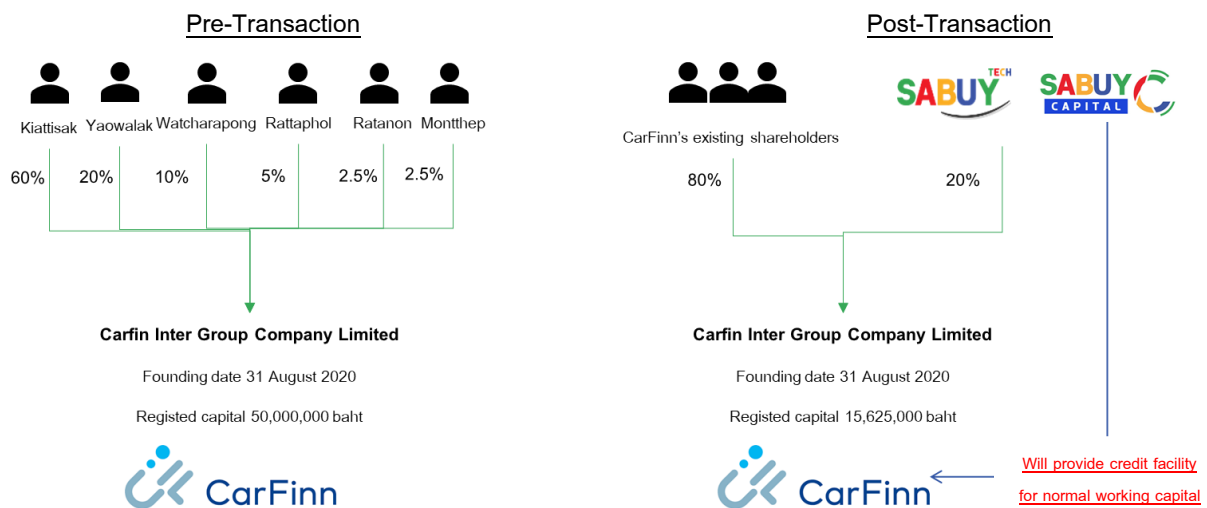 Pre-Transaction
Kiattisak Yaowalak Watcharapong Rattaphol Ratanon Montthep
60% 20% 10% 5% 2.5% 2.5%
Carfin Inter Group Company Limited
Founding date 31 August 2020
Registed capital 50,000,000 baht
CarFinn
Post-Transaction
SABUY TECH
SABUY
CAPITAL
CarFinn’s existing shareholders
80% 20%
Carfin Inter Group Company Limited
Founding date 31 August 2020
Registed capital 15,625,000 baht
CarFinn
Will provide credit facility
for normal working capital